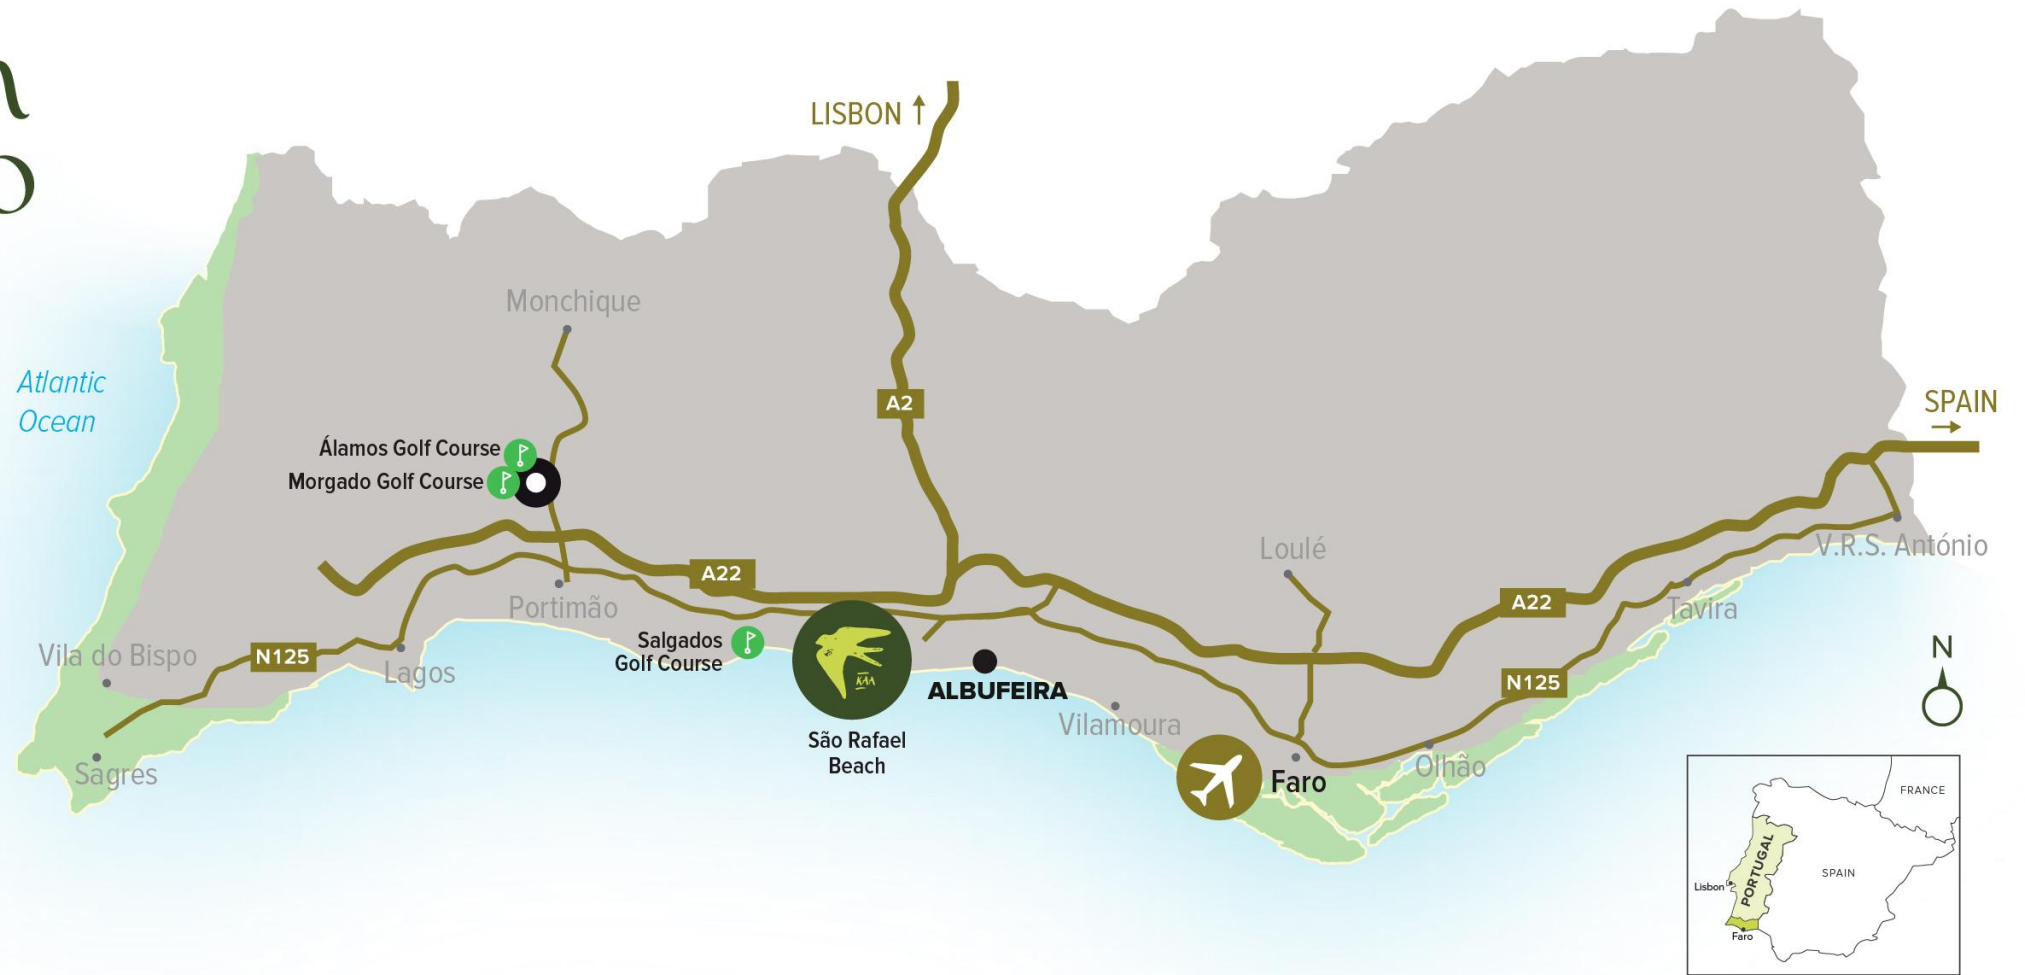 LISBON ↑
Monchique
Atlantic
Ocean
A2
SPAIN
→
Álamos Golf Course
Morgado Golf Course
A22
Loulé
V.R.S. António
A22
Portimão
Tavira
Salgados
Golf Course
Vila do Bispo
N125
Lagos
KAA
ALBUFEIRA
N125
N
Vilamoura
São Rafael
Beach
Sagres
Faro
Olhão
FRANCE
PORTUGAL
SPAIN
Lisbon
Faro